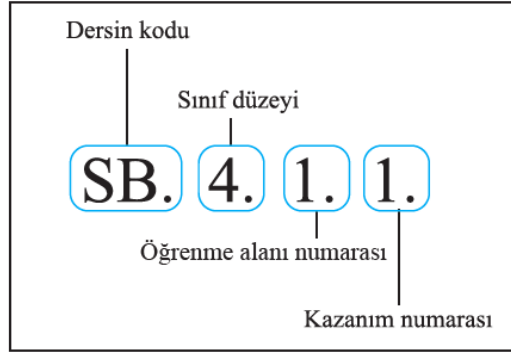 Dersin kodu
Sınıf düzeyi
SB. 4. 1. 1.
Öğrenme alanı numarası
Kazanım numarası